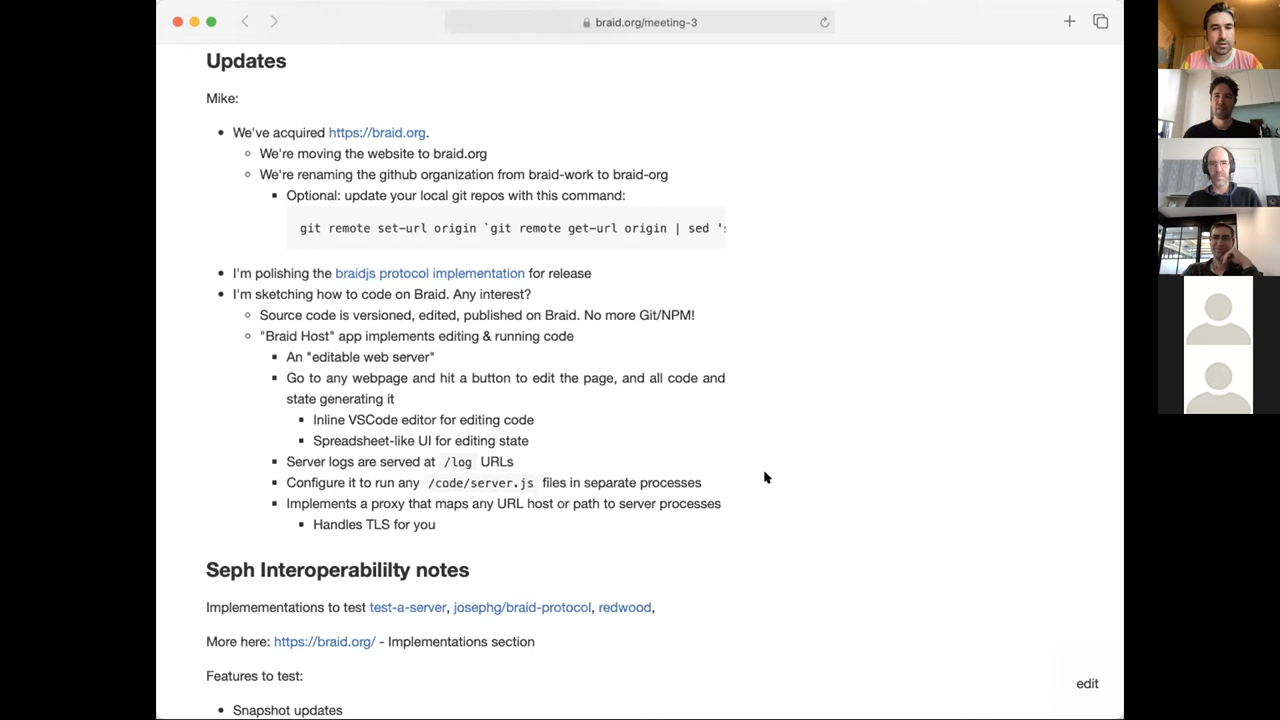 braid.org/meeting-3
Updates
Mike:
We've acquired https://braid.org.
We're moving the website to braid.org
We're renaming the github organization from braid-work to braid-org
Optional: update your local git repos with this command:
git remote set-url origin `git remote get-url origin | sed '
I'm polishing the braidjs protocol implementation for release
I'm sketching how to code on Braid. Any interest?
Source code is versioned, edited, published on Braid. No more Git/NPM!
"Braid Host" app implements editing & running code
An "editable web server"
Go to any webpage and hit a button to edit the page, and all code and
state generating it
Inline VSCode editor for editing code
Spreadsheet-like UI for editing state
Server logs are served at /log URLs
Configure it to run any /code/server.js files in separate processes
Implements a proxy that maps any URL host or path to server processes
Handles TLS for you
Seph Interoperabililty notes
Implemementations to test test-a-server, josephg/braid-protocol, redwood,
More here: https://braid.org/ - Implementations section
Features to test:
edit
Snapshot updates